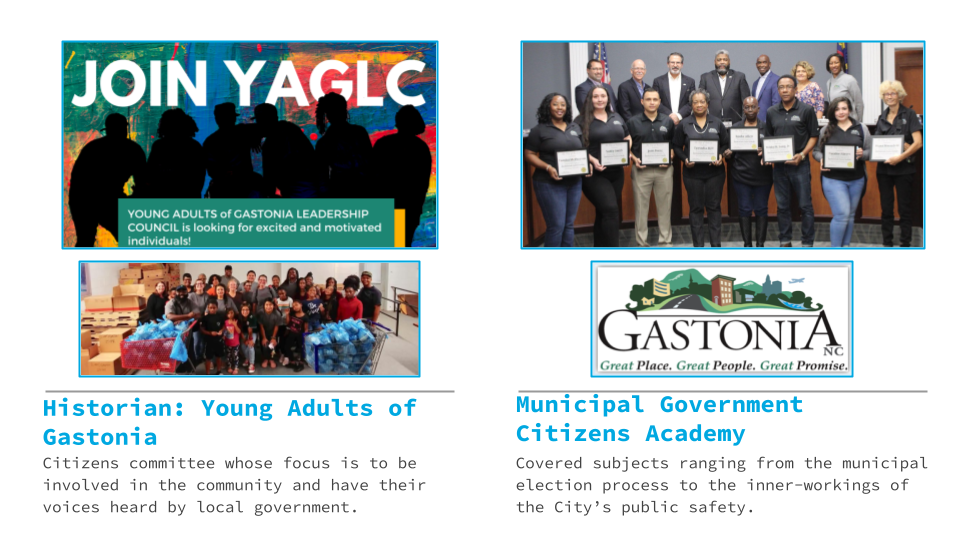 JOIN YAGLC
YOUNG ADULTS of GASTONIA LEADERSHIP
COUNCIL is looking for excited and motivated
individuals!
GASTONIA
NC
Great Place. Great People. Great Promise.
Historian: Young Adults of
Gastonia
Citizens committee whose focus is to be
involved in the community and have their
voices heard by local government.
Municipal Government
Citizens Academy
Covered subjects ranging from the municipal
election process to the inner-workings of
the City’s public safety.